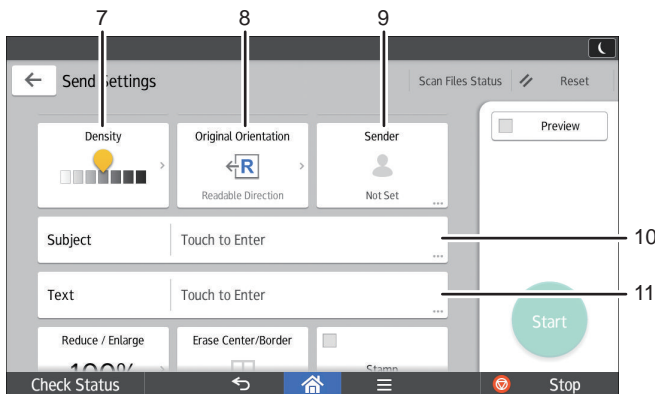 7 8 9
Send Settings Scan Files Status Reset
Density Original Orientation Sender Preview
R
Readable Direction Not Set
Subject Touch to Enter 10
Text Touch to Enter 11
Start
Reduce / Enlarge Erase Center/Border
100% Stamp
Check Status Stop